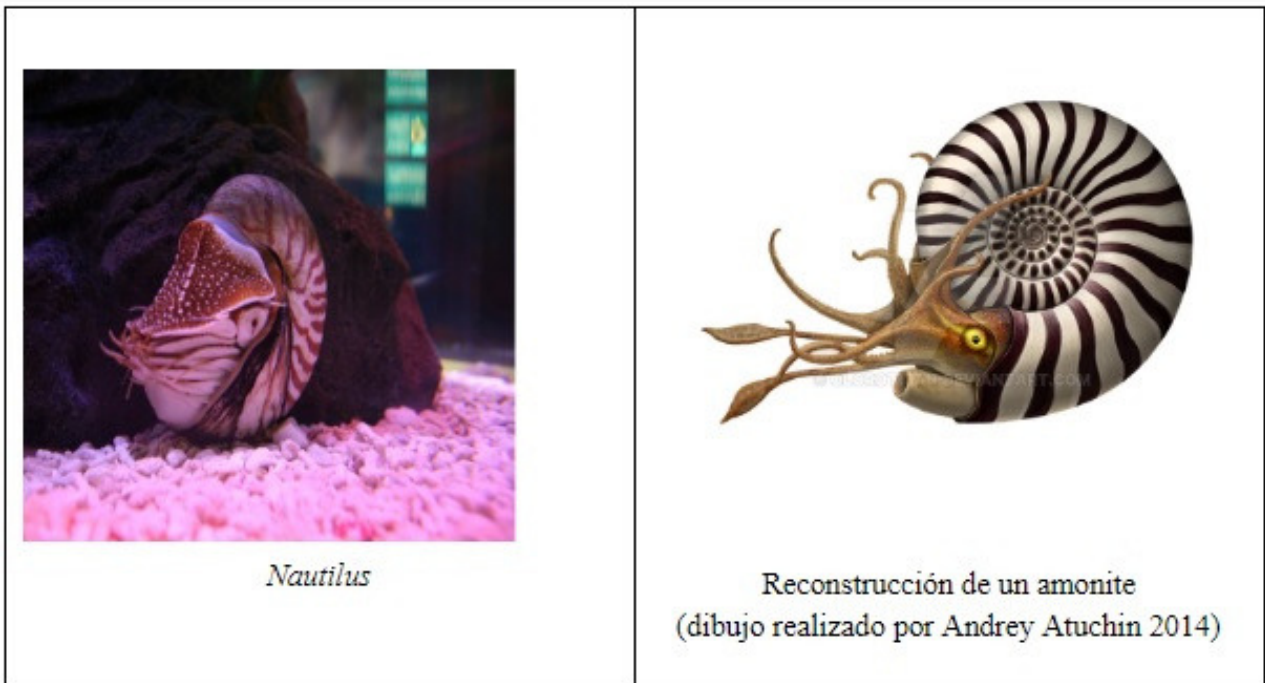 Nautilus
Reconstrucción de un amonite
(dibujo realizado por Andrey Atuchin 2014)